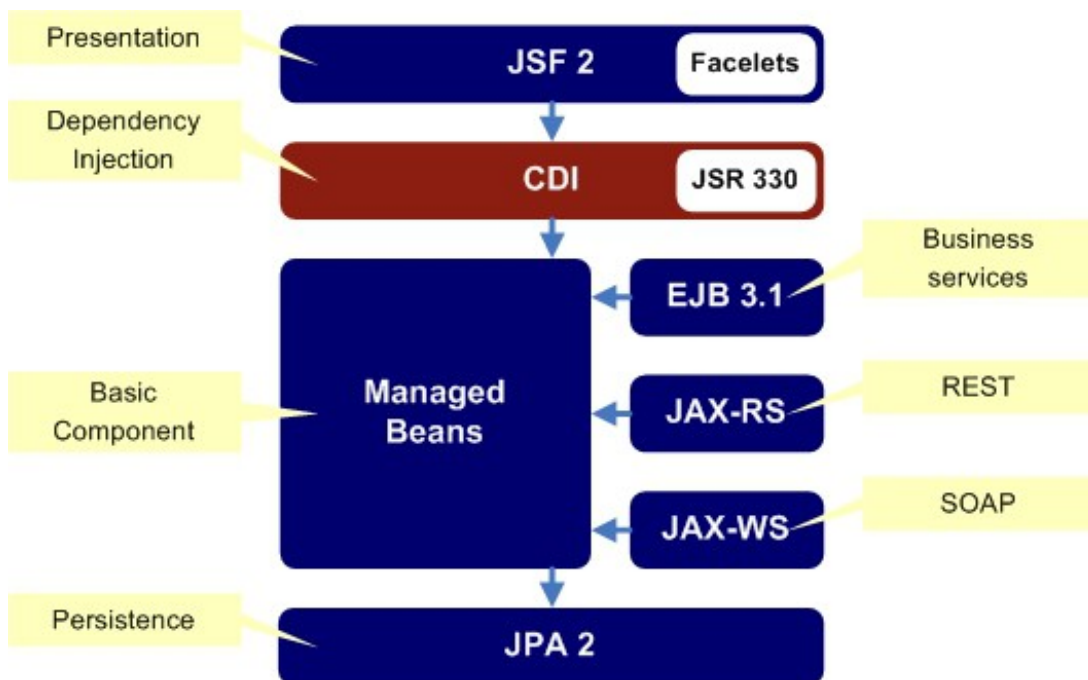 Presentation
JSF 2
Facelets
Dependency
Injection
CDI
JSR 330
Business
services
EJB 3.1
Basic
Component
Managed
Beans
JAX-RS
REST
JAX-WS
SOAP
Persistence
JPA 2